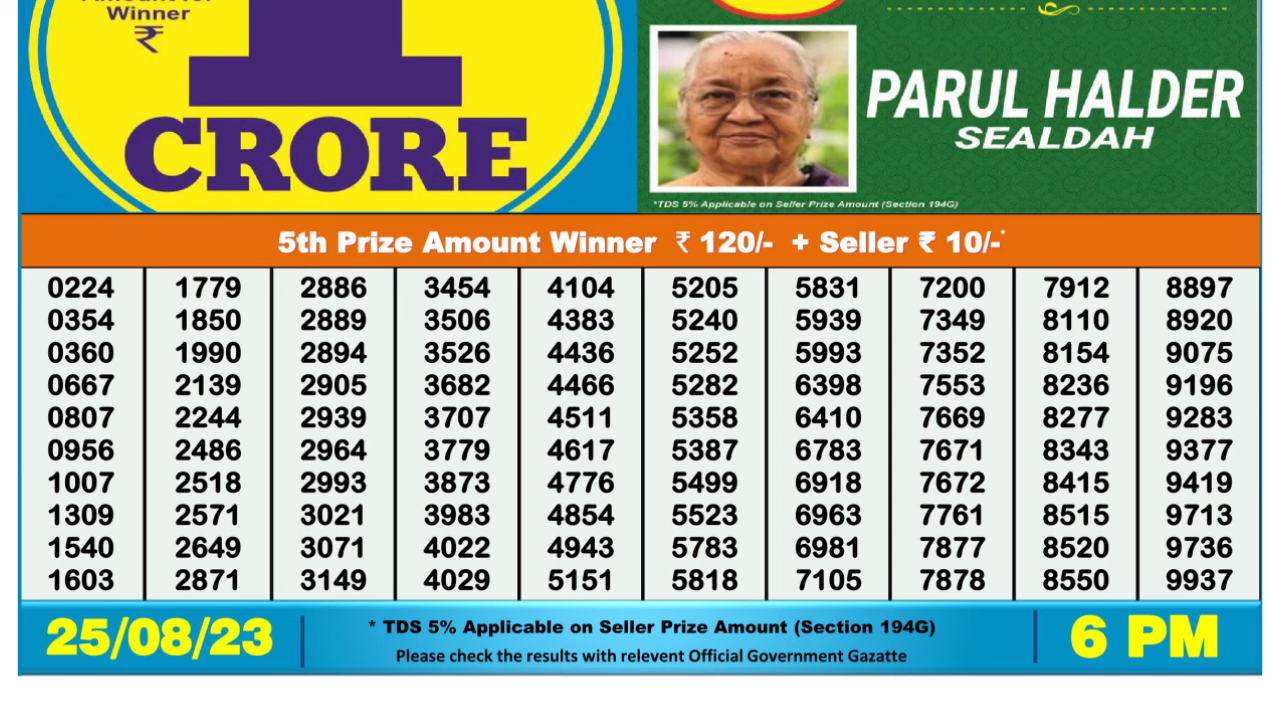 Winner
₹
1
CRORE
PARUL HALDER
SEALDAH
*TDS 5% Applicable on Seller Prize Amount (Section 194G)
5th Prize Amount Winner ₹ 120/- + Seller ₹ 10/-*
0224 1779 2886 3454 4104 5205 5831 7200 7912 8897
0354 1850 2889 3506 4383 5240 5939 7349 8110 8920
0360 1990 2894 3526 4436 5252 5993 7352 8154 9075
0667 2139 2905 3682 4466 5282 6398 7553 8236 9196
0807 2244 2939 3707 4511 5358 6410 7669 8277 9283
0956 2486 2964 3779 4617 5387 6783 7671 8343 9377
1007 2518 2993 3873 4776 5499 6918 7672 8415 9419
1309 2571 3021 3983 4854 5523 6963 7761 8515 9713
1540 2649 3071 4022 4943 5783 6981 7877 8520 9736
1603 2871 3149 4029 5151 5818 7105 7878 8550 9937
25/08/23
* TDS 5% Applicable on Seller Prize Amount (Section 194G)
Please check the results with relevent Official Government Gazatte
6 PM